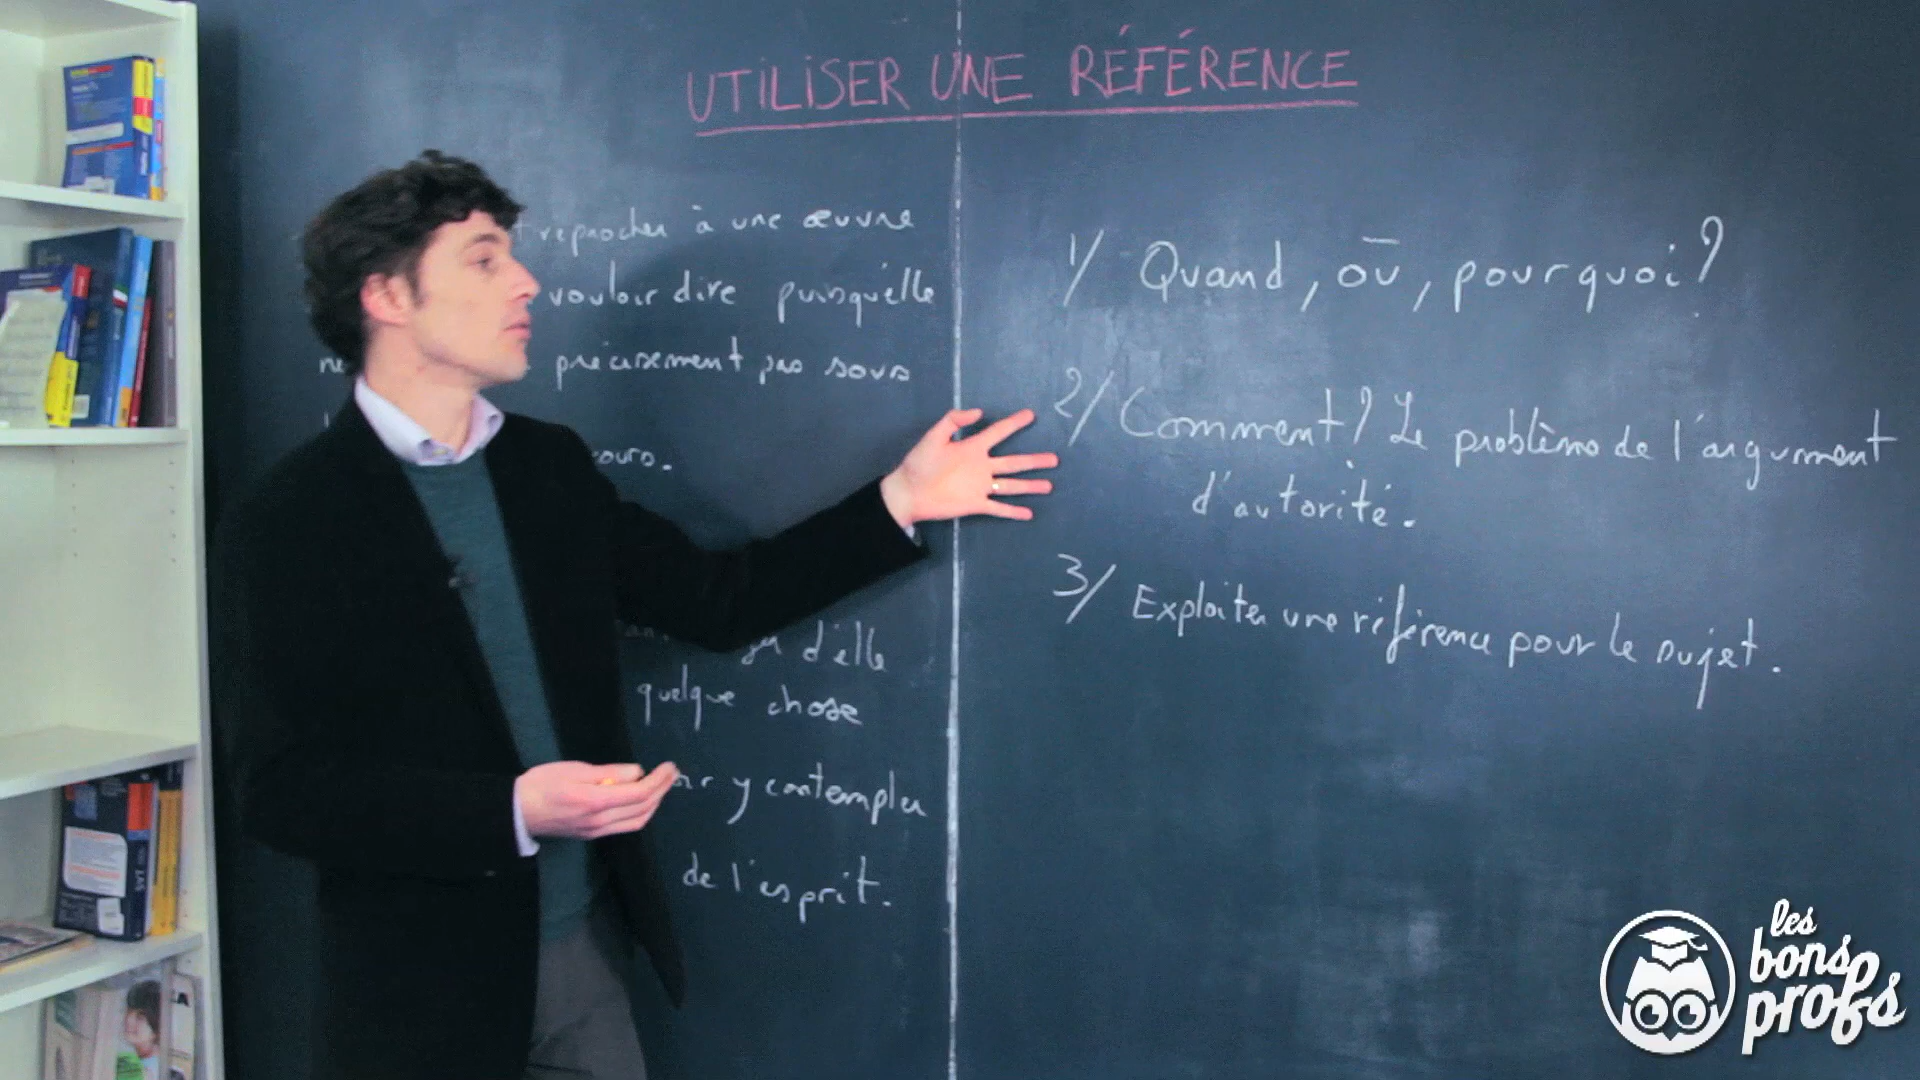 UTILISER UNE RÉFÉRENCE
reprocher à une œuvre
vouloir dire puisqu'elle
précisément pas sous
cours.
d'elle
quelque chose
y contempler
de l'esprit.
1/ Quand, où, pourquoi?
2/ Comment? Le problème de l'argument
d'autorité.
3/ Exploiter une référence pour le sujet.
les
bons
profs